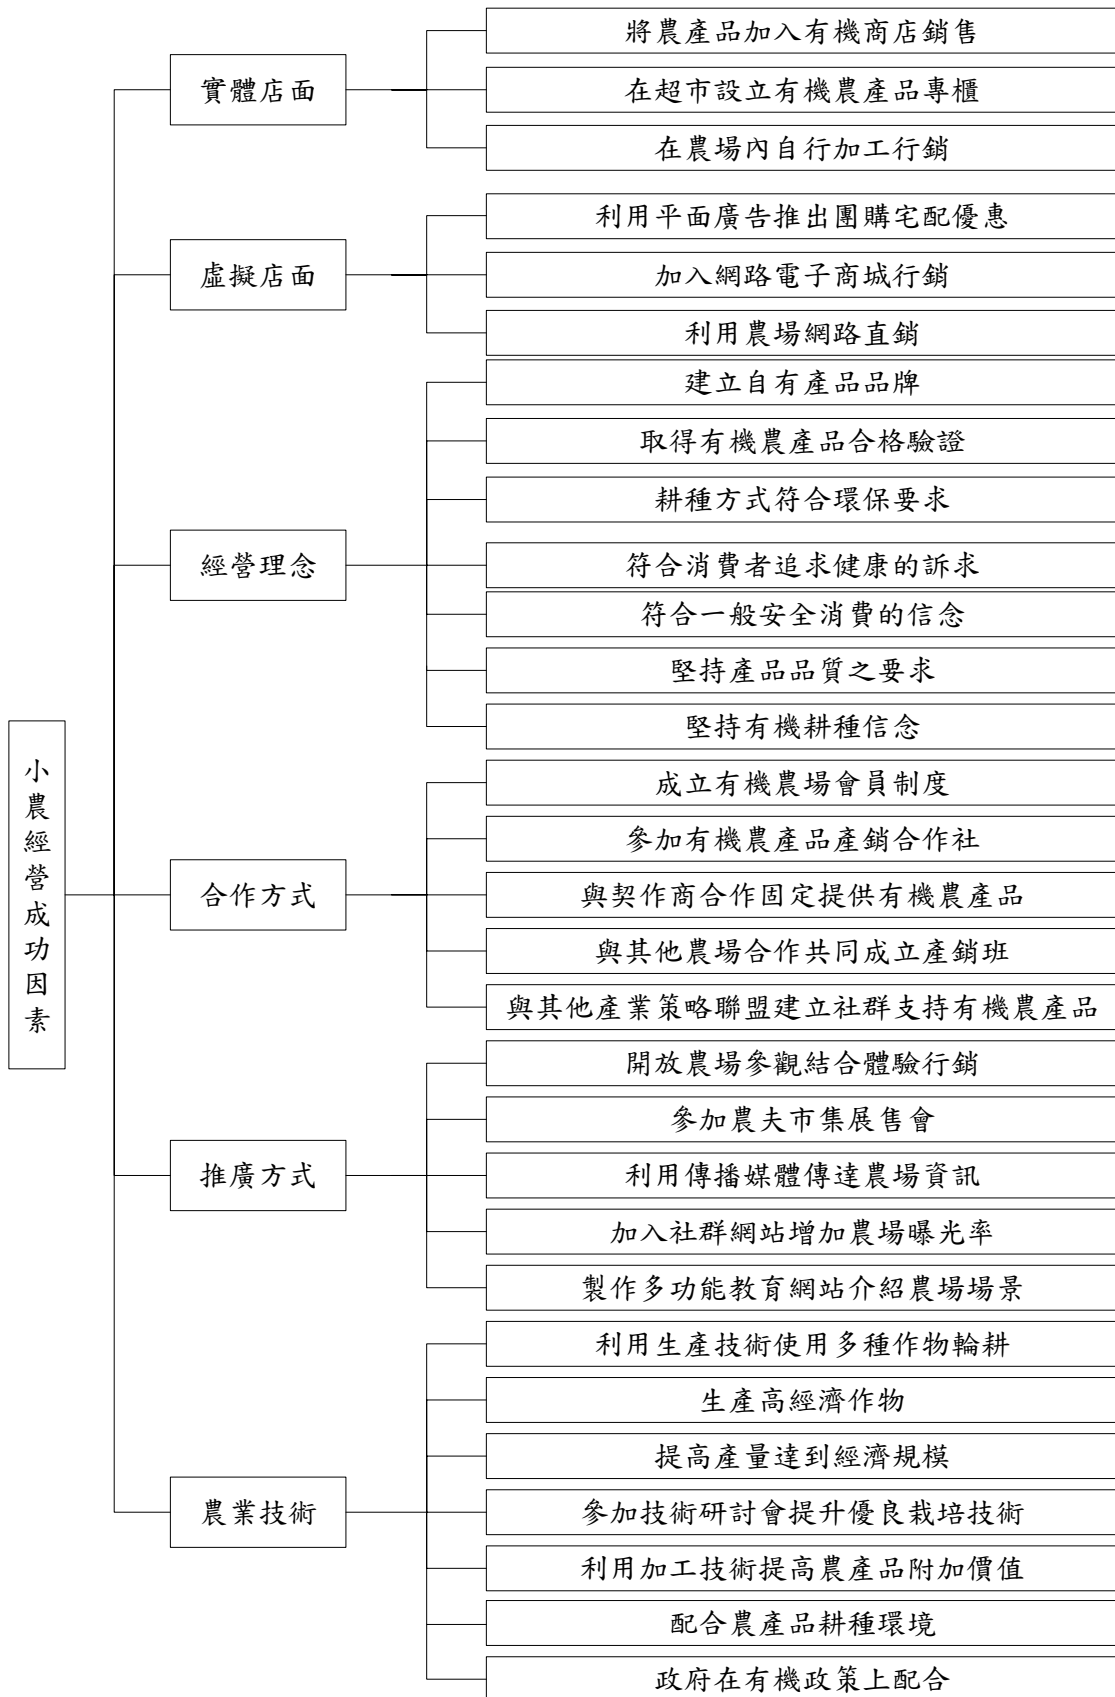 小農經營成功因素
實體店面
將農產品加入有機商店銷售
在超市設立有機農產品專櫃
在農場內自行加工行銷
虛擬店面
利用平面廣告推出團購宅配優惠
加入網路電子商城行銷
利用農場網路直銷
經營理念
建立自有產品品牌
取得有機農產品合格驗證
耕種方式符合環保要求
符合消費者追求健康的訴求
符合一般安全消費的信念
堅持產品品質之要求
堅持有機耕種信念
合作方式
成立有機農場會員制度
參加有機農產品產銷合作社
與契作商合作固定提供有機農產品
與其他農場合作共同成立產銷班
與其他產業策略聯盟建立社群支持有機農產品
推廣方式
開放農場參觀結合體驗行銷
參加農夫市集展售會
利用傳播媒體傳達農場資訊
加入社群網站增加農場曝光率
製作多功能教育網站介紹農場場景
農業技術
利用生產技術使用多種作物輪耕
生產高經濟作物
提高產量達到經濟規模
參加技術研討會提升優良栽培技術
利用加工技術提高農產品附加價值
配合農產品耕種環境
政府在有機政策上配合